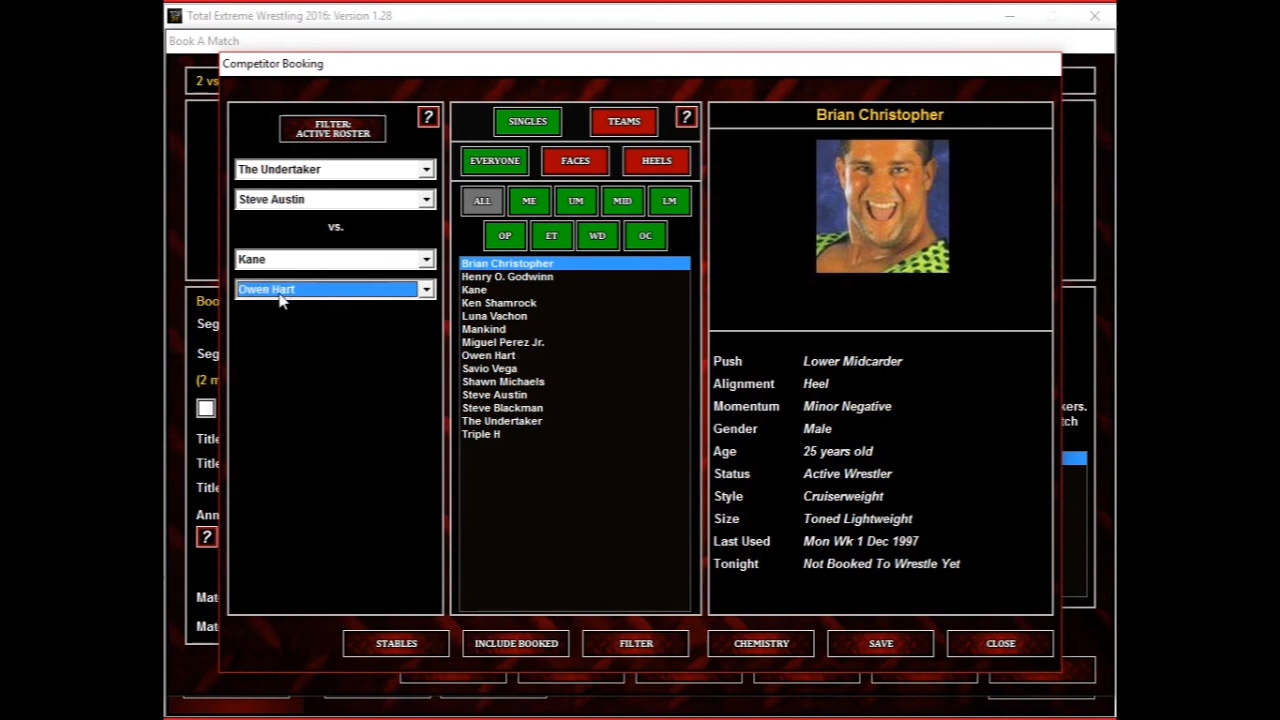 Total Extreme Wrestling 2016: Version 1.28
Book A Match
Competitor Booking
2 vs
FILTER:
ACTIVE ROSTER
?
The Undertaker
Steve Austin
vs.
Kane
Owen Hart
SINGLES
TEAMS
?
EVERYONE
FACES
HEELS
ALL
ME
UM
MID
LM
OP
ET
WD
OC
Brian Christopher
Henry O. Godwinn
Kane
Ken Shamrock
Luna Vachon
Mankind
Miguel Perez Jr.
Owen Hart
Savio Vega
Shawn Michaels
Steve Austin
Steve Blackman
The Undertaker
Triple H
Brian Christopher
Push Lower Midcarder
Alignment Heel
Momentum Minor Negative
Gender Male
Age 25 years old
Status Active Wrestler
Style Cruiserweight
Size Toned Lightweight
Last Used Mon Wk 1 Dec 1997
Tonight Not Booked To Wrestle Yet
Boo
Seg
Seg
(2 m
Title
Title
Title
Ann
?
Mat
Mat
kers.
tch
STABLES
INCLUDE BOOKED
FILTER
CHEMISTRY
SAVE
CLOSE